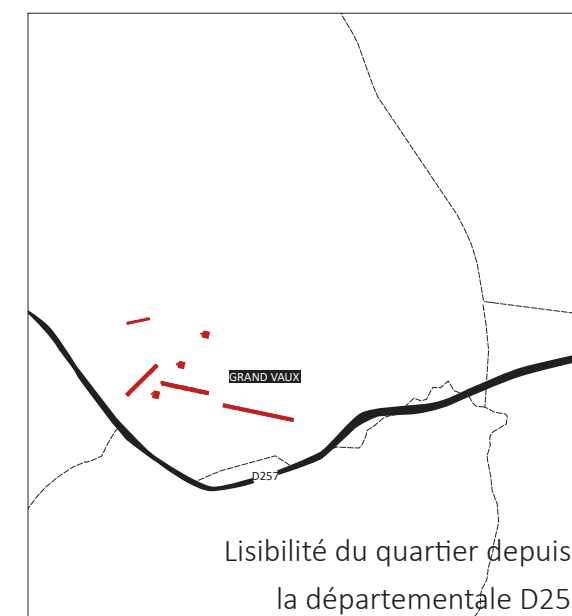 GRAND VAUX
D257
Lisibilité du quartier depuis
la départementale D25